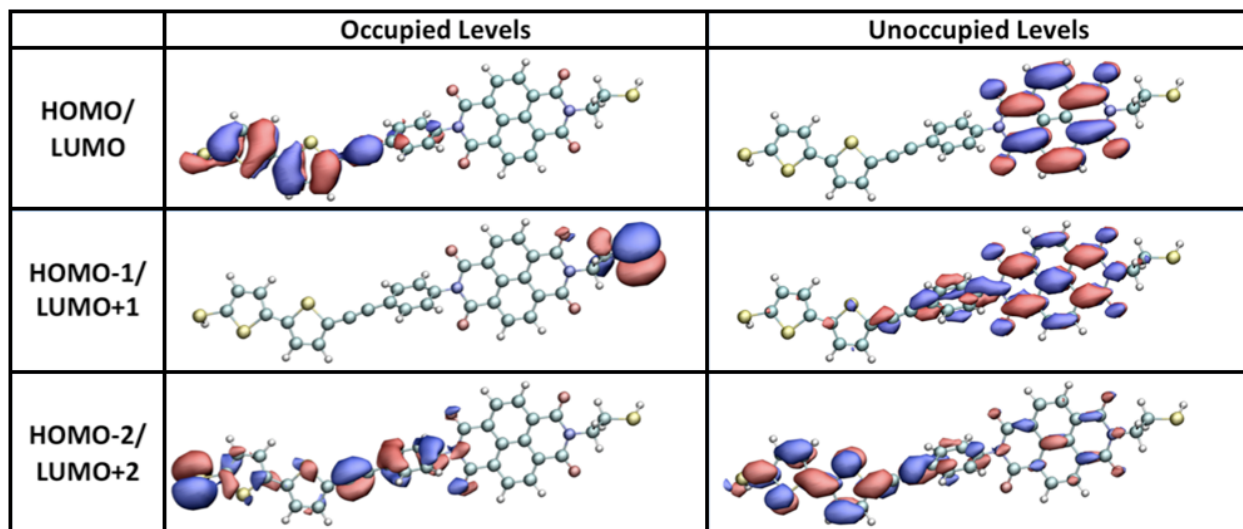 Occupied Levels
Unoccupied Levels
HOMO/
LUMO
HOMO-1/
LUMO+1
HOMO-2/
LUMO+2